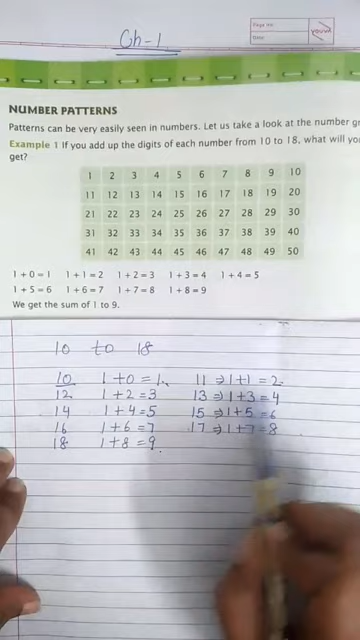 Ch-1
Page no:
Date:
YOUVA
NUMBER PATTERNS
Patterns can be very easily seen in numbers. Let us take a look at the number
Example 1 If you add up the digits of each number from 10 to 18, what will you
get?
1 2 3 4 5 6 7 8 9 10
11 12 13 14 15 16 17 18 19 20
21 22 23 24 25 26 27 28 29 30
31 32 33 34 35 36 37 38 39 40
41 42 43 44 45 46 47 48 49 50
1 + 0 = 1 1 + 1 = 2 1 + 2 = 3 1 + 3 = 4 1 + 4 = 5
1 + 5 = 6 1 + 6 = 7 1 + 7 = 8 1 + 8 = 9
We get the sum of 1 to 9.
10 to 18
10 1+0=1. 11 ⇒ 1+1=2
12 1+2=3 13 ⇒ 1+3=4
14 1+4=5 15 ⇒ 1+5=6
16 1+6=7 17 ⇒ 1+7=8
18 1+8=9.